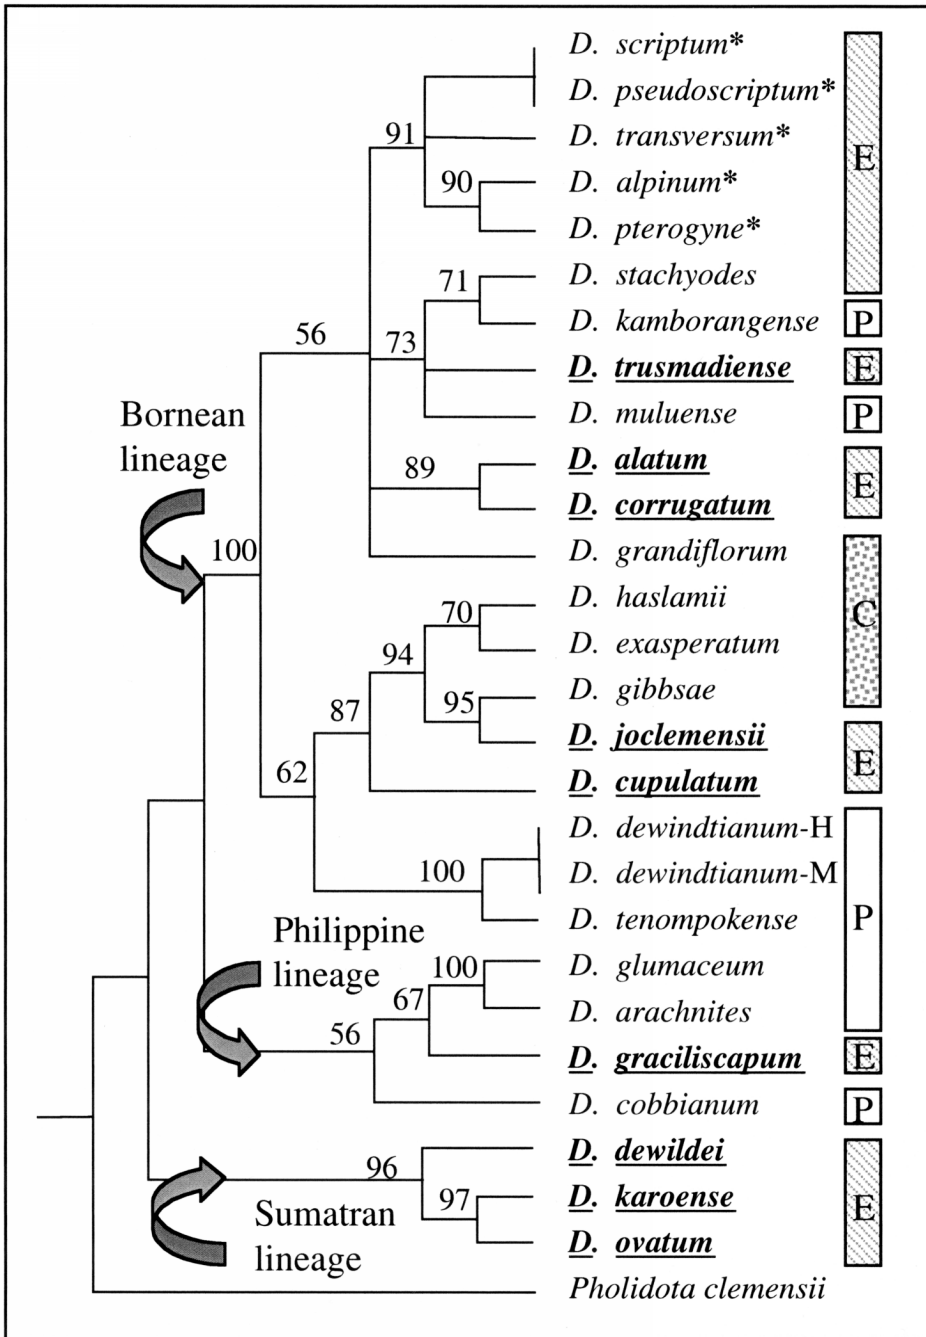 D. scriptum*
D. pseudoscriptum*
91
D. transversum*
E
90
D. alpinum*
D. pterogyne*
71
D. stachyodes
D. kamborangense
P
56
73
D. trusmadiense
E
Bornean
lineage
D. muluense
P
89
D. alatum
E
D. corrugatum
100
D. grandiflorum
70
D. haslamii
C
94
D. exasperatum
95
D. gibbsae
87
D. joclemensii
E
62
D. cupulatum
D. dewindtianum-H
100
D. dewindtianum-M
D. tenompokense
P
Philippine
lineage
100
D. glumaceum
67
D. arachnites
56
D. graciliscapum
E
D. cobbianum
P
96
D. dewildei
97
D. karoense
E
Sumatran
lineage
D. ovatum
Pholidota clemensii